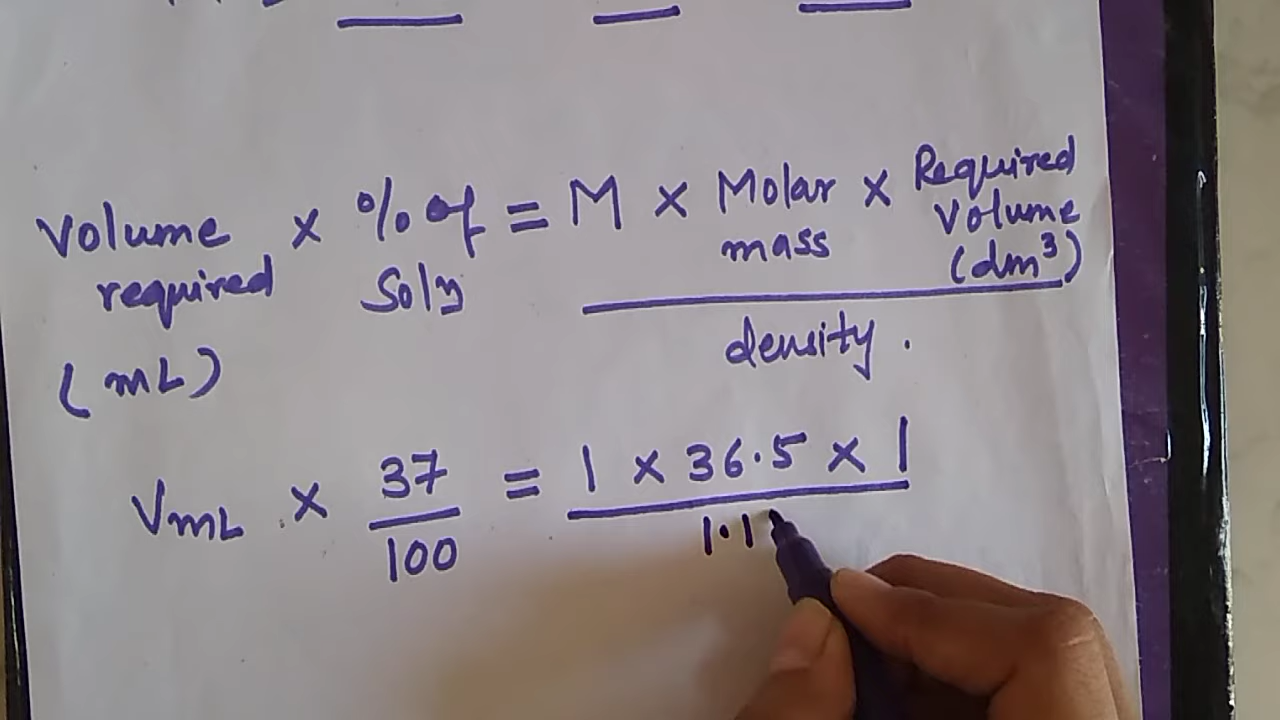 Volume required (mL) × % of Soln = M × Molar mass × Required Volume (dm³)
density.
VmL × 37/100 = 1 × 36.5 × 1
1.1